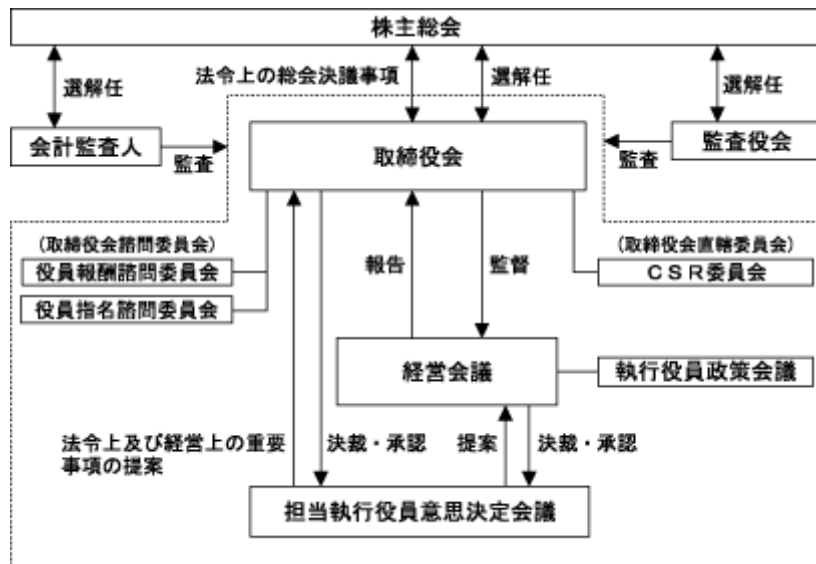 株主総会
選解任
法令上の総会決議事項
選解任
選解任
会計監査人
監査
取締役会
監査
監査役会
(取締役会諮問委員会)
役員報酬諮問委員会
役員指名諮問委員会
報告
監督
(取締役会直轄委員会)
CSR委員会
経営会議
執行役員政策会議
法令上及び経営上の重要
事項の提案
決裁・承認
提案
決裁・承認
担当執行役員意思決定会議